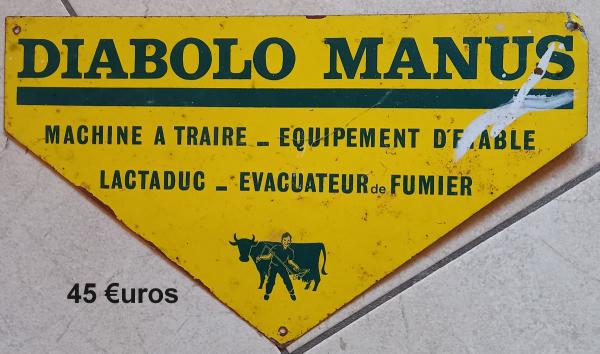 DIABOLO MANUS
MACHINE A TRAIRE _ EQUIPEMENT D'ETABLE
LACTADUC _ EVACUATEUR de FUMIER
45 €uros